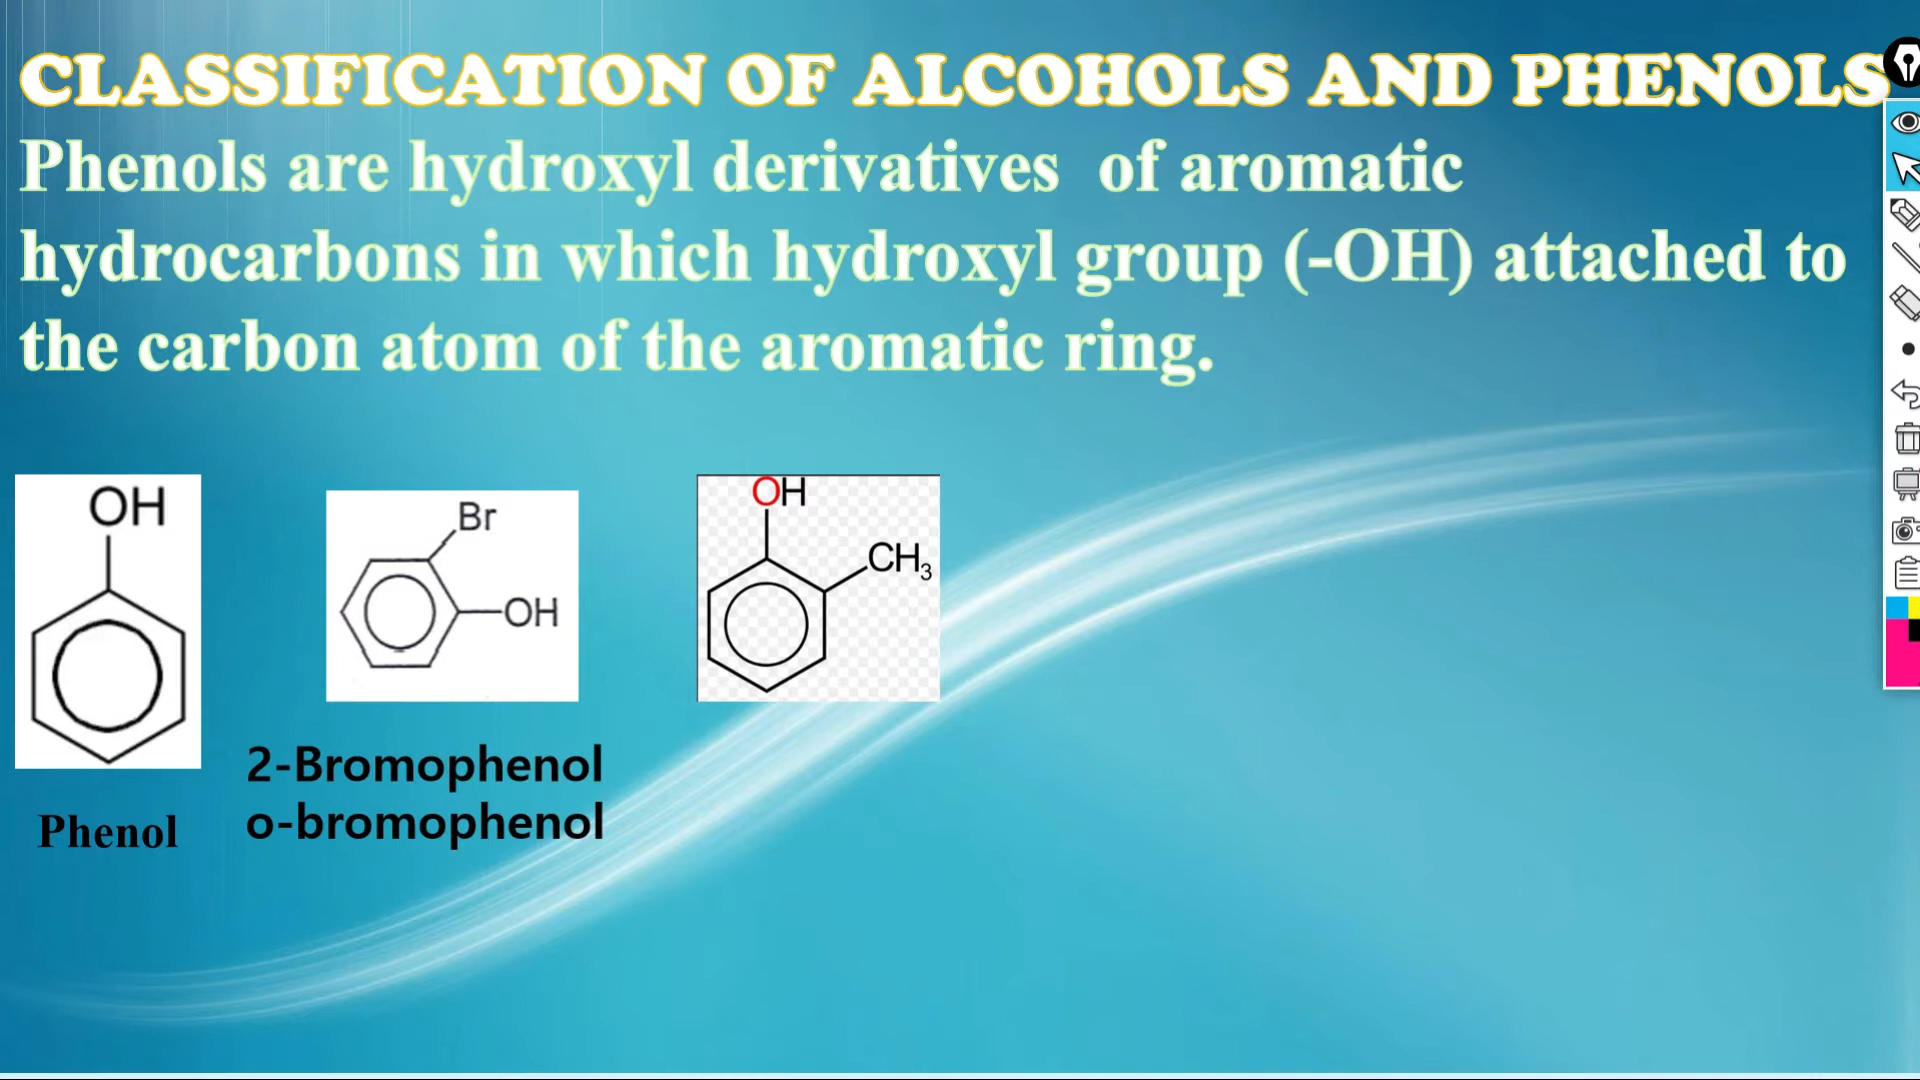 CLASSIFICATION OF ALCOHOLS AND PHENOLS
Phenols are hydroxyl derivatives of aromatic
hydrocarbons in which hydroxyl group (-OH) attached to
the carbon atom of the aromatic ring.
OH
Br
OH
OH
CH3
Phenol
2-Bromophenol
o-bromophenol